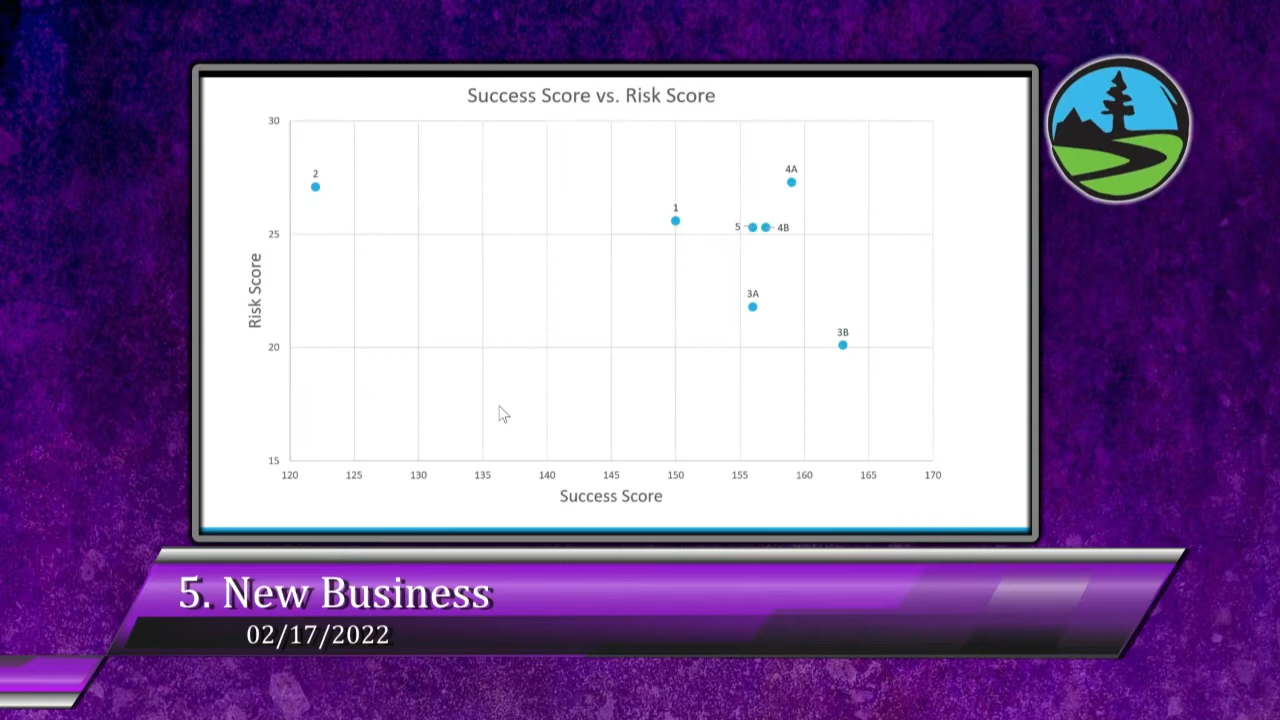 Success Score vs. Risk Score
30
2
4A
1
5
4B
25
Risk Score
3A
3B
20
15
120 125 130 135 140 145 150 155 160 165 170
Success Score
5. New Business
02/17/2022